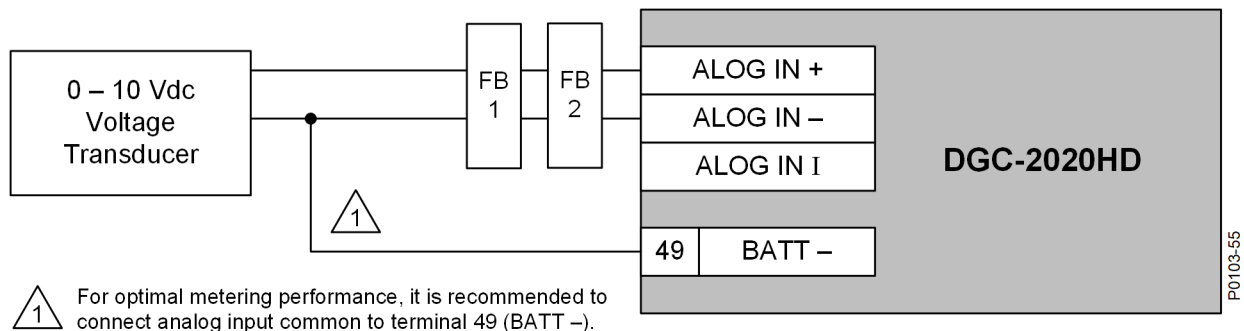 0 – 10 Vdc
Voltage
Transducer
FB
1
FB
2
ALOG IN +
ALOG IN –
ALOG IN I
DGC-2020HD
1
49
BATT –
P0103-55
1
For optimal metering performance, it is recommended to
connect analog input common to terminal 49 (BATT –).